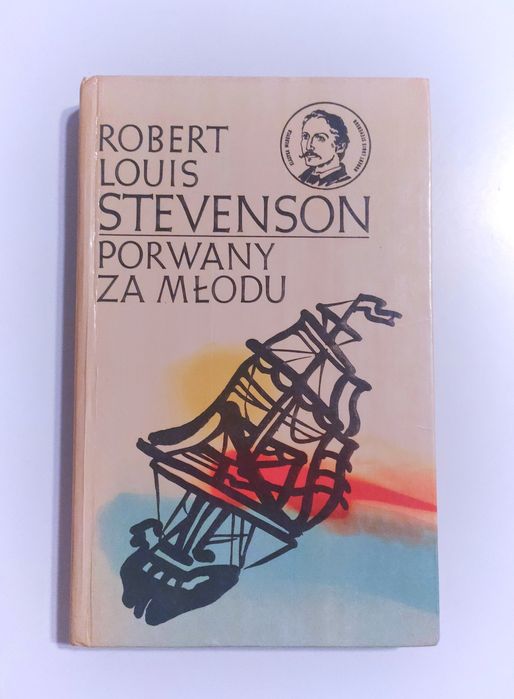 ROBERT
LOUIS
STEVENSON
PORWANY
ZA MŁODU